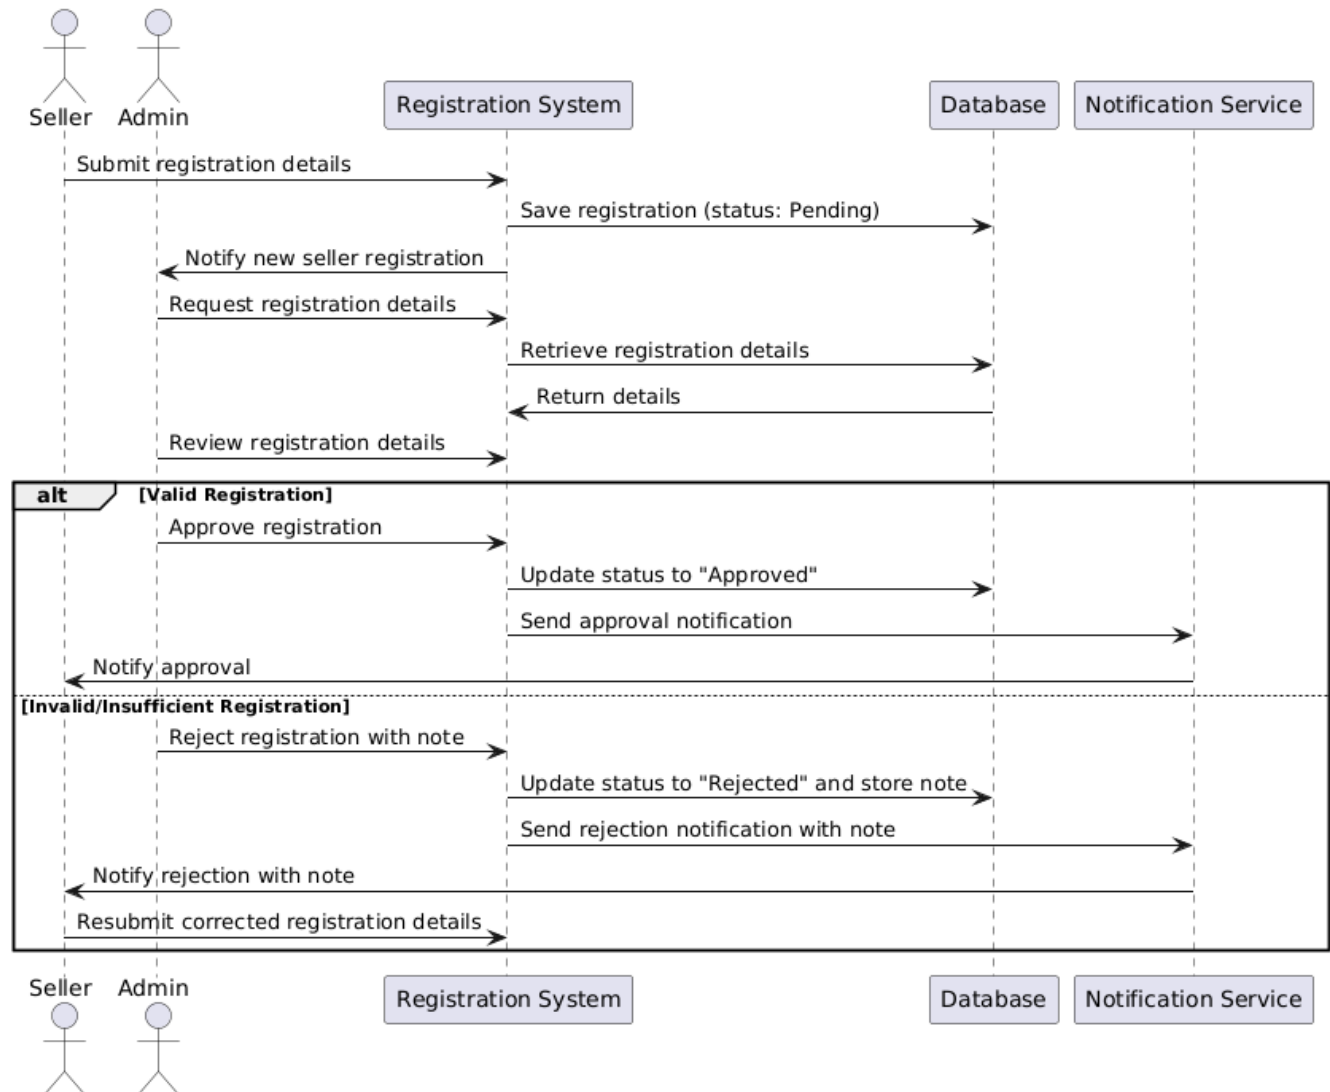 Seller
Admin
Registration System
Database
Notification Service
Submit registration details
Save registration (status: Pending)
Notify new seller registration
Request registration details
Retrieve registration details
Return details
Review registration details
alt
[Valid Registration]
Approve registration
Update status to "Approved"
Send approval notification
Notify approval
[Invalid/Insufficient Registration]
Reject registration with note
Update status to "Rejected" and store note
Send rejection notification with note
Notify rejection with note
Resubmit corrected registration details
Seller
Admin
Registration System
Database
Notification Service